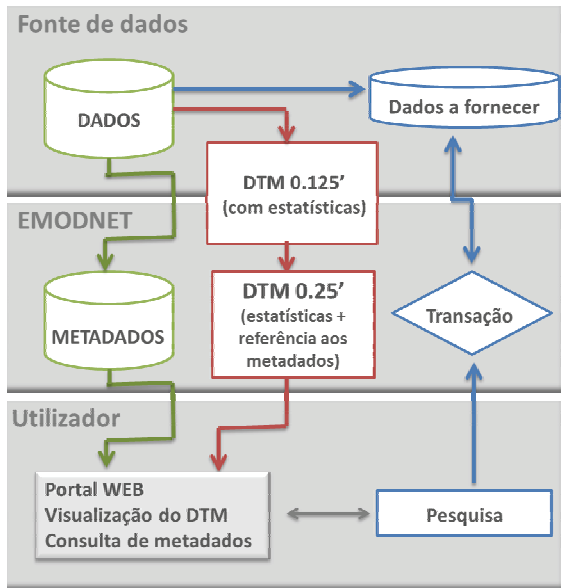 Fonte de dados
DADOS
Dados a fornecer
DTM 0.125’
(com estatísticas)
EMODNET
METADADOS
DTM 0.25’
(estatísticas +
referência aos
metadados)
Transação
Utilizador
Portal WEB
Visualização do DTM
Consulta de metadados
Pesquisa